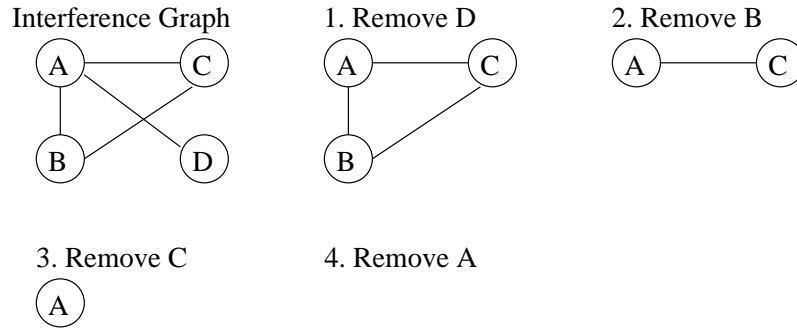 Interference Graph
A
C
B
D
1. Remove D
A
C
B
2. Remove B
A
C
3. Remove C
A
4. Remove A